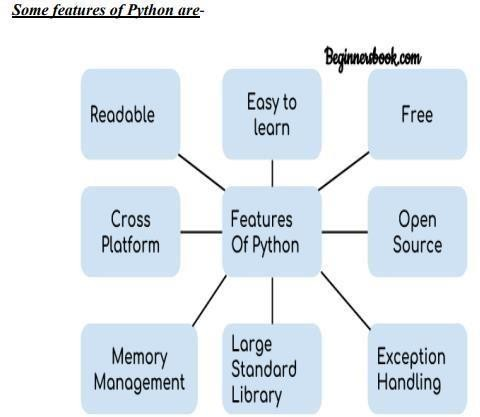 Some features of Python are-
Beginnersbook.com
Readable
Easy to
learn
Free
Cross
Platform
Features
Of Python
Open
Source
Memory
Management
Large
Standard
Library
Exception
Handling